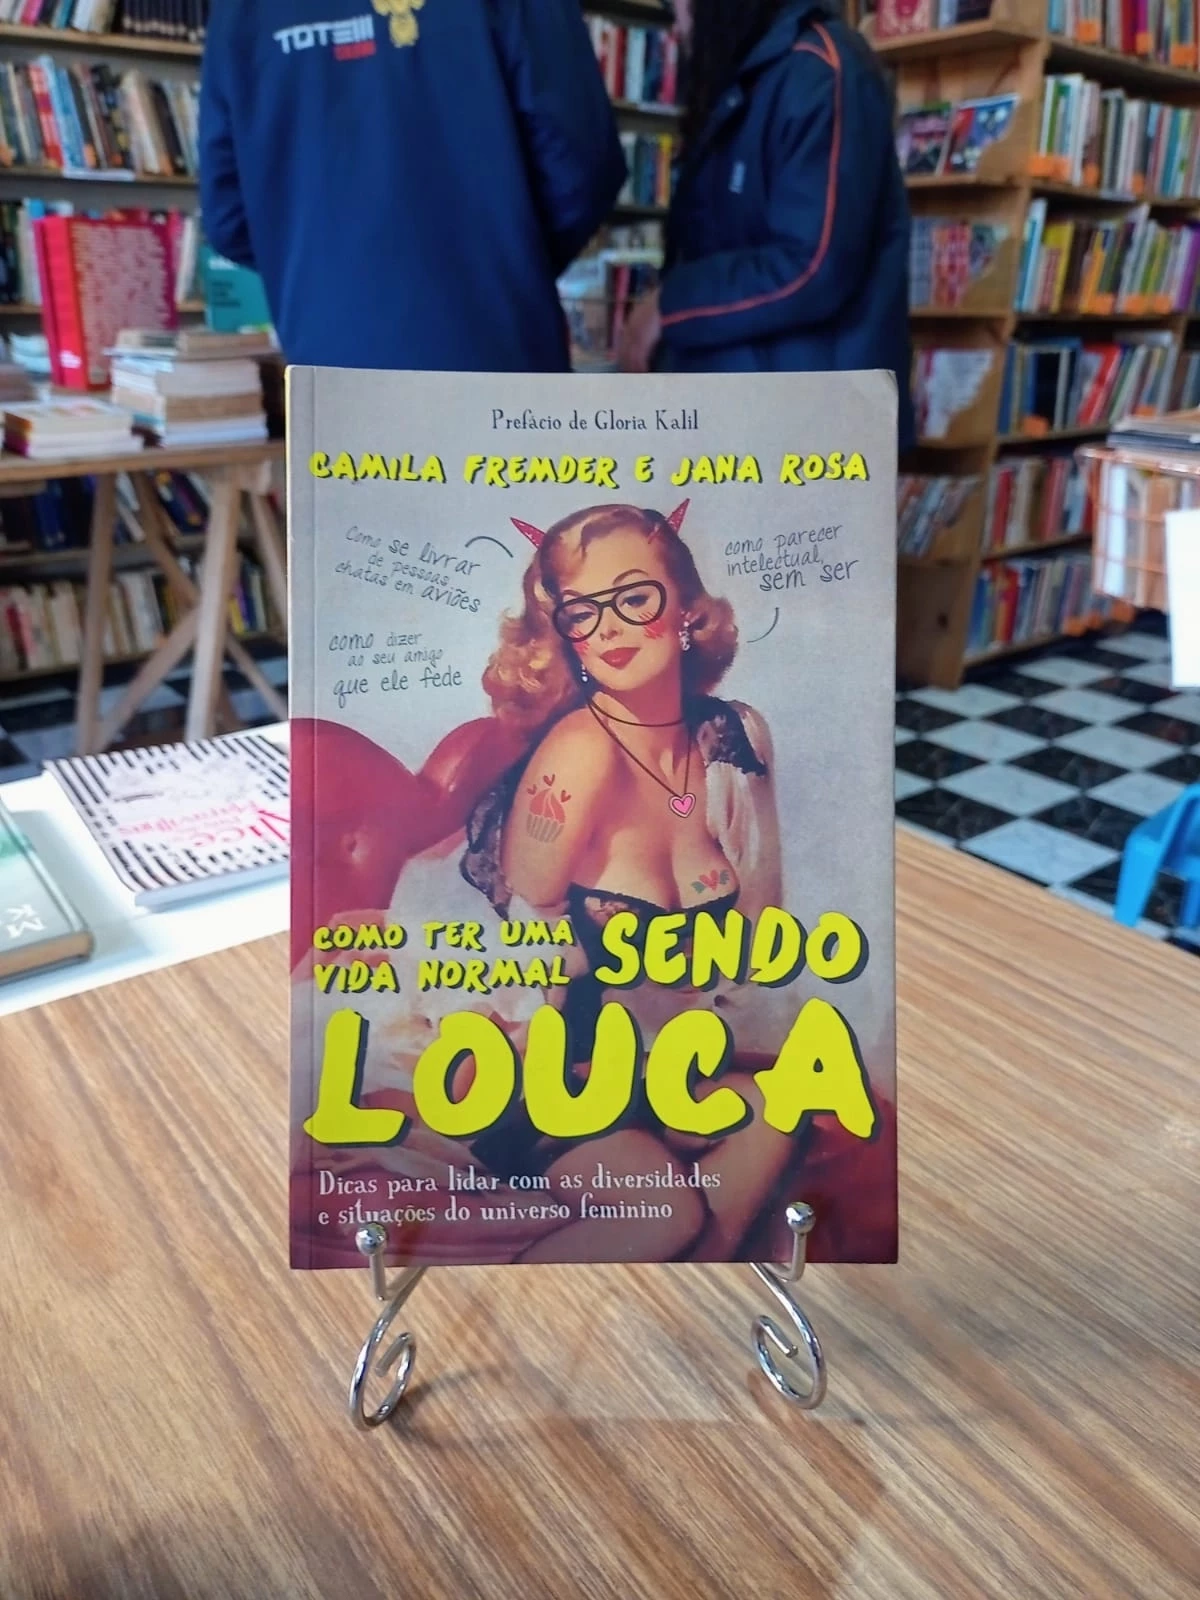 TOTEM
Prefácio de Gloria Kalil
CAMILA FREMDER E JANA ROSA
Como se livrar
de pessoas
chatas em aviões
como parecer
intelectual,
sem ser
como dizer
ao seu amigo
que ele fede
DVF
COMO TER UMA
VIDA NORMAL SENDO
LOUCA
Dicas para lidar com as diversidades
e situações do universo feminino